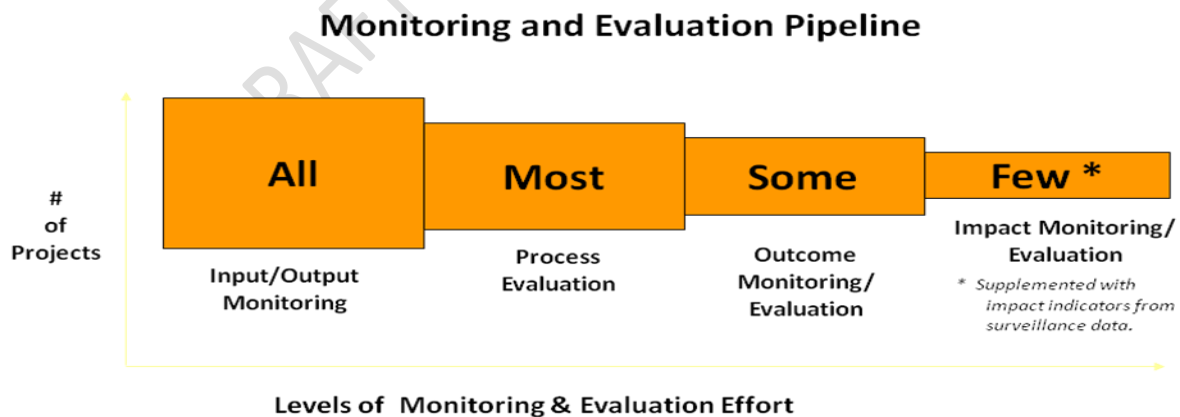 Monitoring and Evaluation Pipeline
RAFT
All
Most
Some
Few *
#
of
Projects
Input/Output
Monitoring
Process
Evaluation
Outcome
Monitoring/
Evaluation
Impact Monitoring/
Evaluation
* Supplemented with
impact indicators from
surveillance data.
Levels of Monitoring & Evaluation Effort